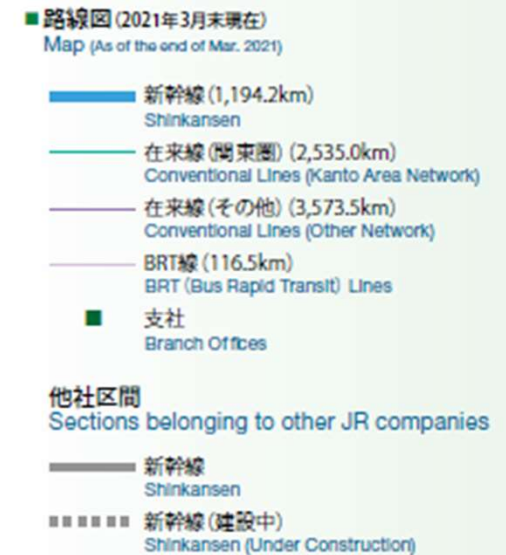 ■路線図(2021年3月末現在)
Map (As of the end of Mar. 2021)
新幹線(1,194.2km)
Shinkansen
在来線(関東圏)(2,535.0km)
Conventional Lines (Kanto Area Network)
在来線(その他)(3,573.5km)
Conventional Lines (Other Network)
BRT線(116.5km)
BRT(Bus Rapid Transit) Lines
支社
Branch Offices
他社区間
Sections belonging to other JR companies
新幹線
Shinkansen
新幹線(建設中)
Shinkansen (Under Construction)